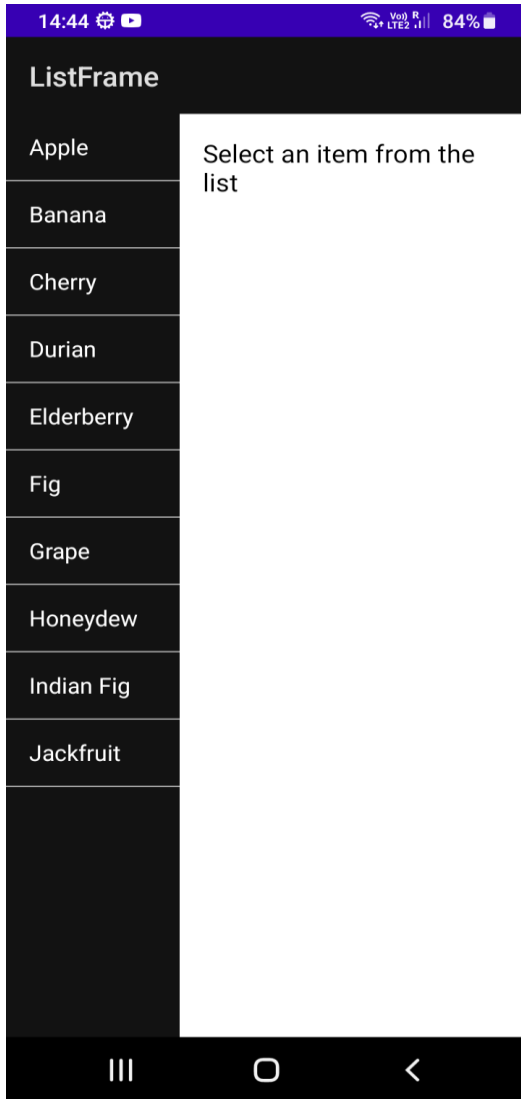 14:44 84%
Vo)) R
LTE2
ListFrame
Apple
Select an item from the
list
Banana
Cherry
Durian
Elderberry
Fig
Grape
Honeydew
Indian Fig
Jackfruit